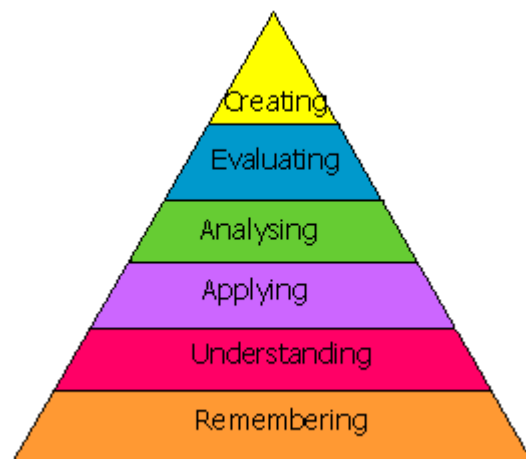 Creating
Evaluating
Analysing
Applying
Understanding
Remembering